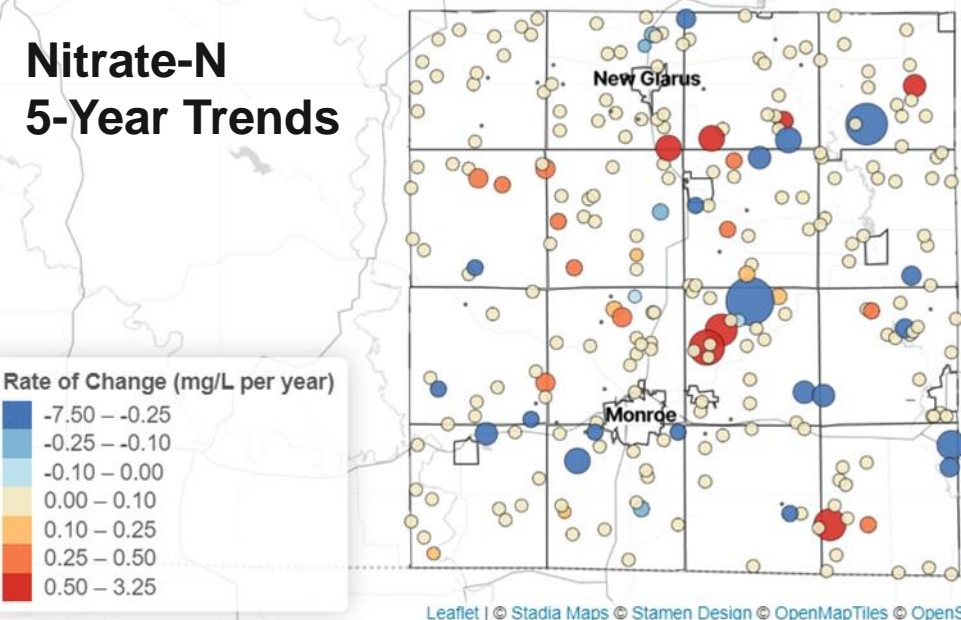 Nitrate-N
5-Year Trends
New Glarus
Rate of Change (mg/L per year)
-7.50 – -0.25
-0.25 – -0.10
-0.10 – 0.00
0.00 – 0.10
0.10 – 0.25
0.25 – 0.50
0.50 – 3.25
Monroe
Leaflet | © Stadia Maps © Stamen Design © OpenMapTiles © OpenS